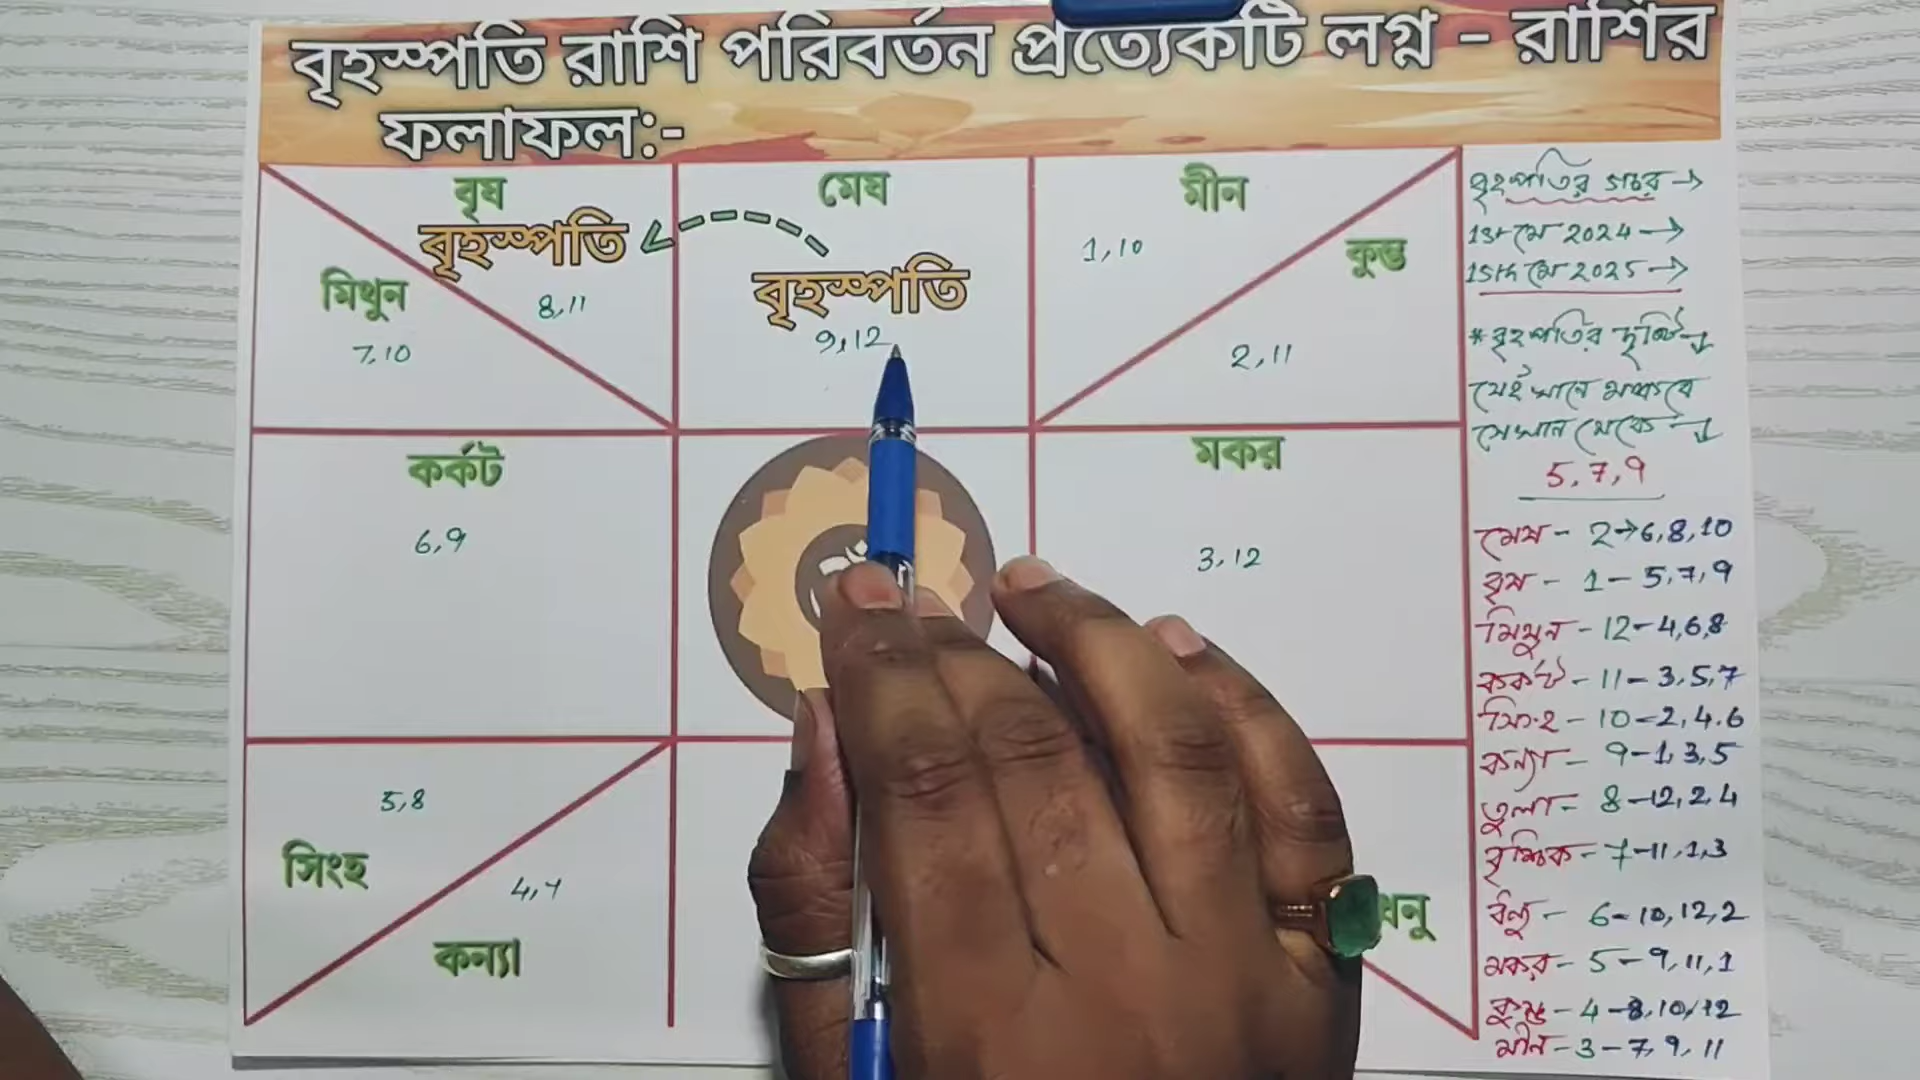 বৃহস্পতি রাশি পরিবর্তন প্রত্যেকটি লগ্ন - রাশির
ফলাফল:-
বৃষ
বৃহস্পতি
8,11
মিথুন
7,10
মেষ
বৃহস্পতি
9,12
মীন
1,10
কুম্ভ
2,11
কর্কট
6,9
মকর
3,12
5,8
সিংহ
4,7
কন্যা
ধনু
বৃহস্পতির গচর →
1st মে 2024 →
15th মে 2025 →
* বৃহস্পতির দৃষ্টি
যেইখানে থাকবে
সেখান থেকে
5,7,9
মেষ - 2→6,8,10
বৃষ - 1 - 5,7,9
মিথুন - 12 - 4,6,8
কর্কট - 11 - 3,5,7
সিংহ - 10 - 2,4,6
কন্যা - 9 - 1,3,5
তুলা - 8 - 12,2,4
বৃশ্চিক - 7 - 11,1,3
ধনু - 6 - 10,12,2
মকর - 5 - 9,11,1
কুম্ভ - 4 - 8,10,12
মীন - 3 - 7,9,11